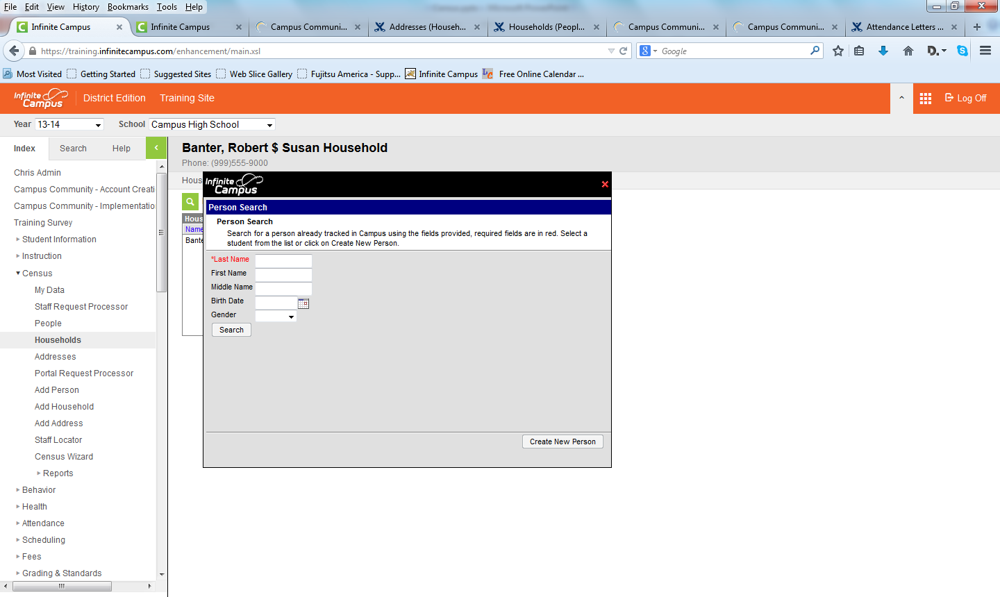 File Edit View History Bookmarks Tools Help
Infinite Campus
Infinite Campus
Campus Communi...
Addresses (Househ...
Households (Peopl...
Campus Communi...
Campus Communi...
Attendance Letters ...
https://training.infinitecampus.com/enhancement/main.xsl
Google
D.
Most Visited Getting Started Suggested Sites Web Slice Gallery Fujitsu America - Supp... Infinite Campus Free Online Calendar ...
Infinite Campus District Edition Training Site Log Off
Year 13-14 School Campus High School
Index Search Help
Banter, Robert $ Susan Household
Phone: (999)555-9000
Chris Admin
Campus Community - Account Creati
Campus Community - Implementatio
Training Survey
Student Information
Instruction
Census
My Data
Staff Request Processor
People
Households
Addresses
Portal Request Processor
Add Person
Add Household
Add Address
Staff Locator
Census Wizard
Reports
Behavior
Health
Attendance
Scheduling
Fees
Grading & Standards
Hous
Hous
Name
Bante
Infinite Campus
Person Search
Person Search
Search for a person already tracked in Campus using the fields provided, required fields are in red. Select a
student from the list or click on Create New Person.
*Last Name
First Name
Middle Name
Birth Date
Gender
Search
Create New Person